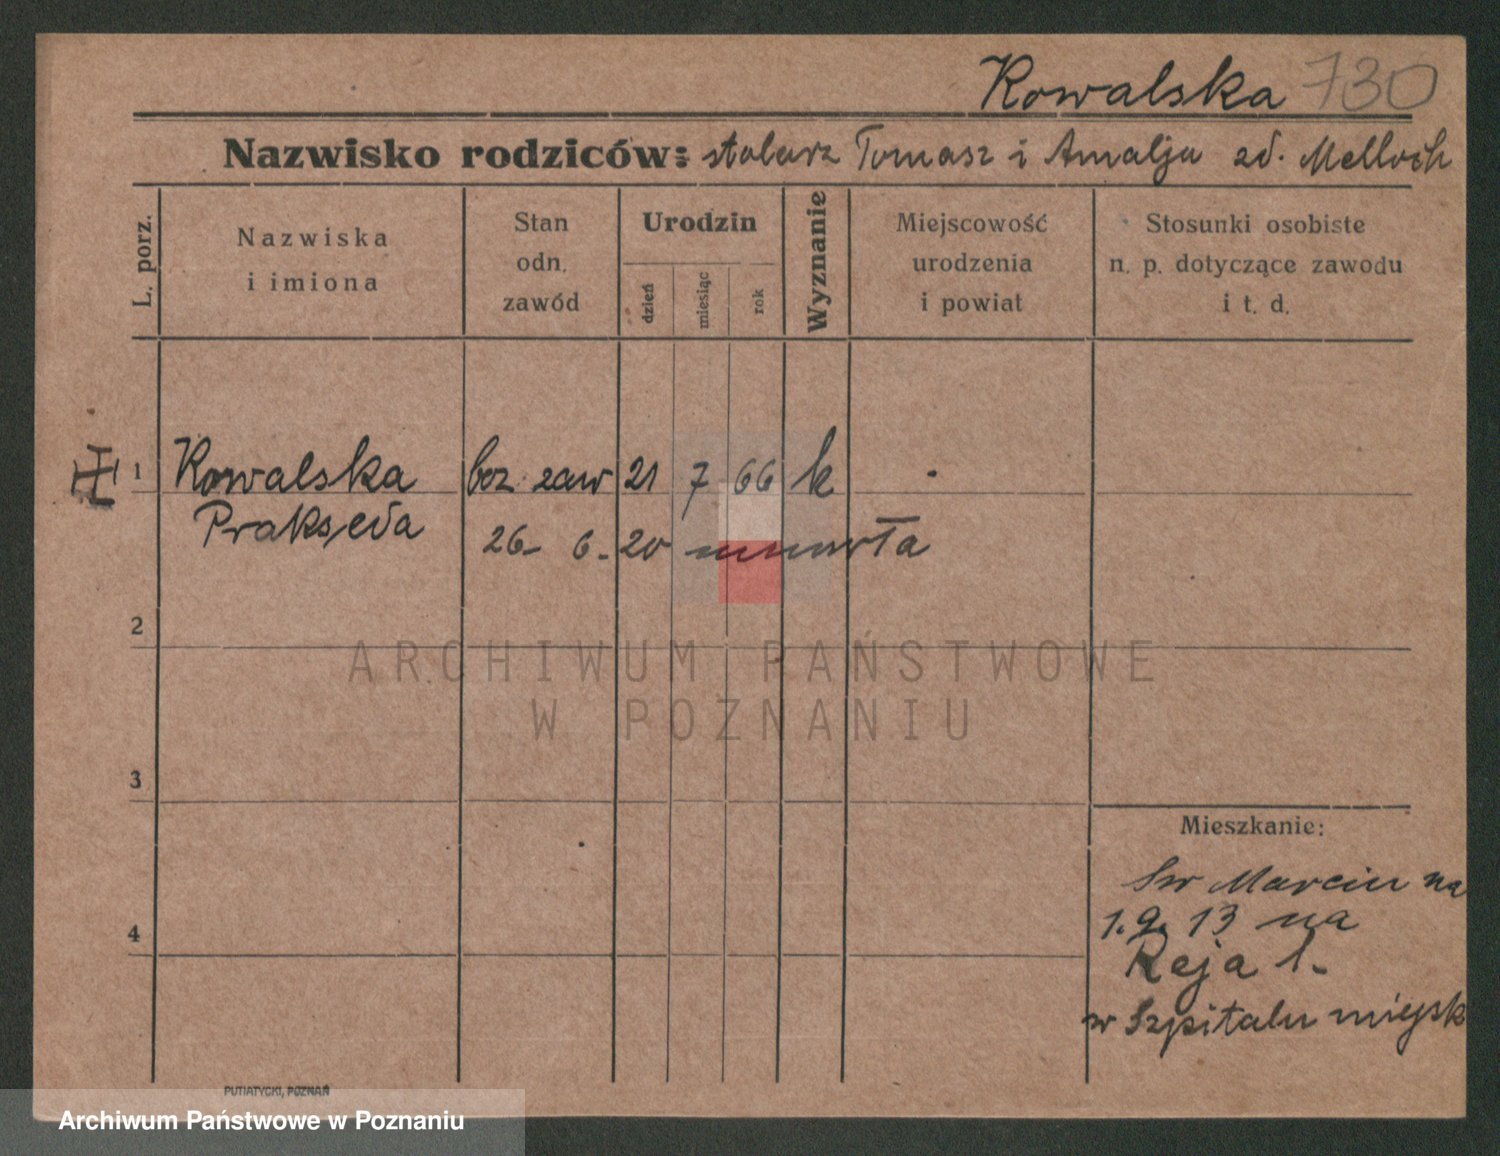 Kowalska 730
Nazwisko rodziców: stolarz Tomasz i Amalja zd. Melloch
L. porz.
Nazwiska
i imiona
Stan
odn.
zawód
Urodzin
dzień
miesiąc
rok
Wyznanie
Miejscowość
urodzenia
i powiat
Stosunki osobiste
n. p. dotyczące zawodu
i t. d.
1 Kowalska bez zaw 21 7 66 k
Prakseda 26- 6.- 20 umarła
2
ARCHIWUM PAŃSTWOWE
W POZNANIU
3
Mieszkanie:
Św Marcin na
4 1.9. 13 na
Reja 1.-
w Szpitalu miejsk
PUTIATYCKI, POZNAŃ
Archiwum Państwowe w Poznaniu